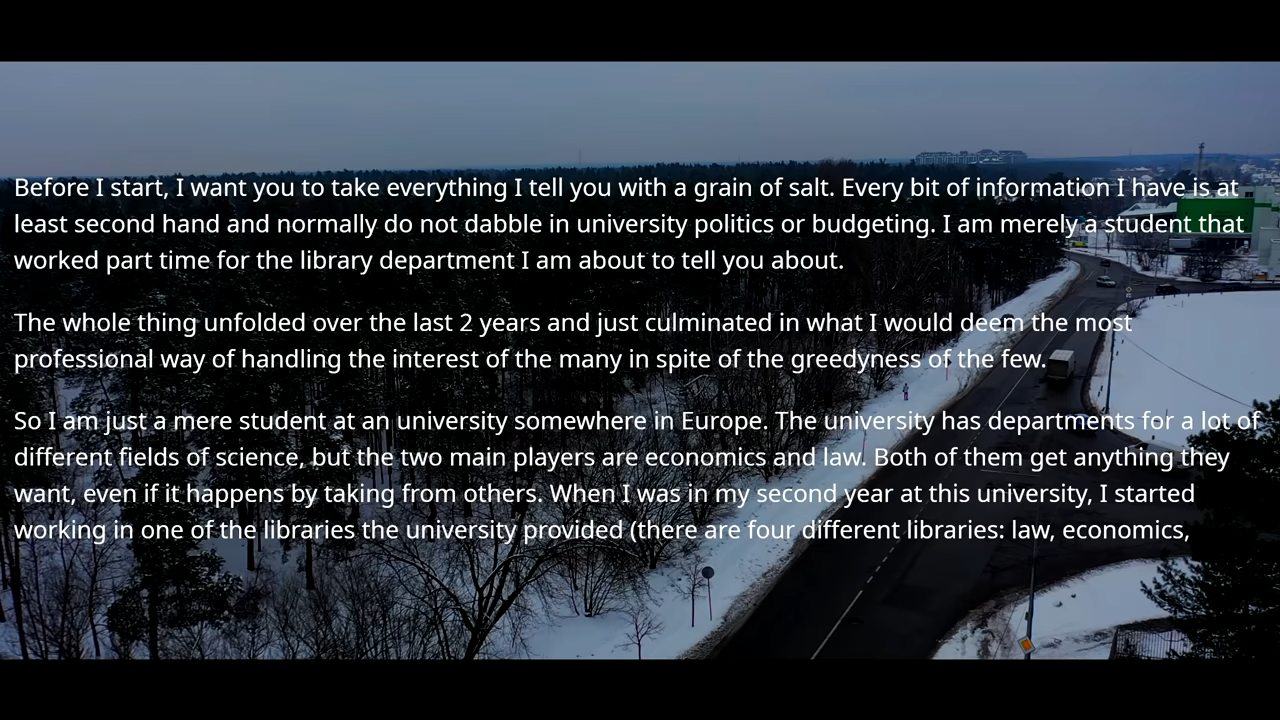 Before I start, I want you to take everything I tell you with a grain of salt. Every bit of information I have is at
least second hand and normally do not dabble in university politics or budgeting. I am merely a student that
worked part time for the library department I am about to tell you about.
The whole thing unfolded over the last 2 years and just culminated in what I would deem the most
professional way of handling the interest of the many in spite of the greedyness of the few.
So I am just a mere student at an university somewhere in Europe. The university has departments for a lot of
different fields of science, but the two main players are economics and law. Both of them get anything they
want, even if it happens by taking from others. When I was in my second year at this university, I started
working in one of the libraries the university provided (there are four different libraries: law, economics,